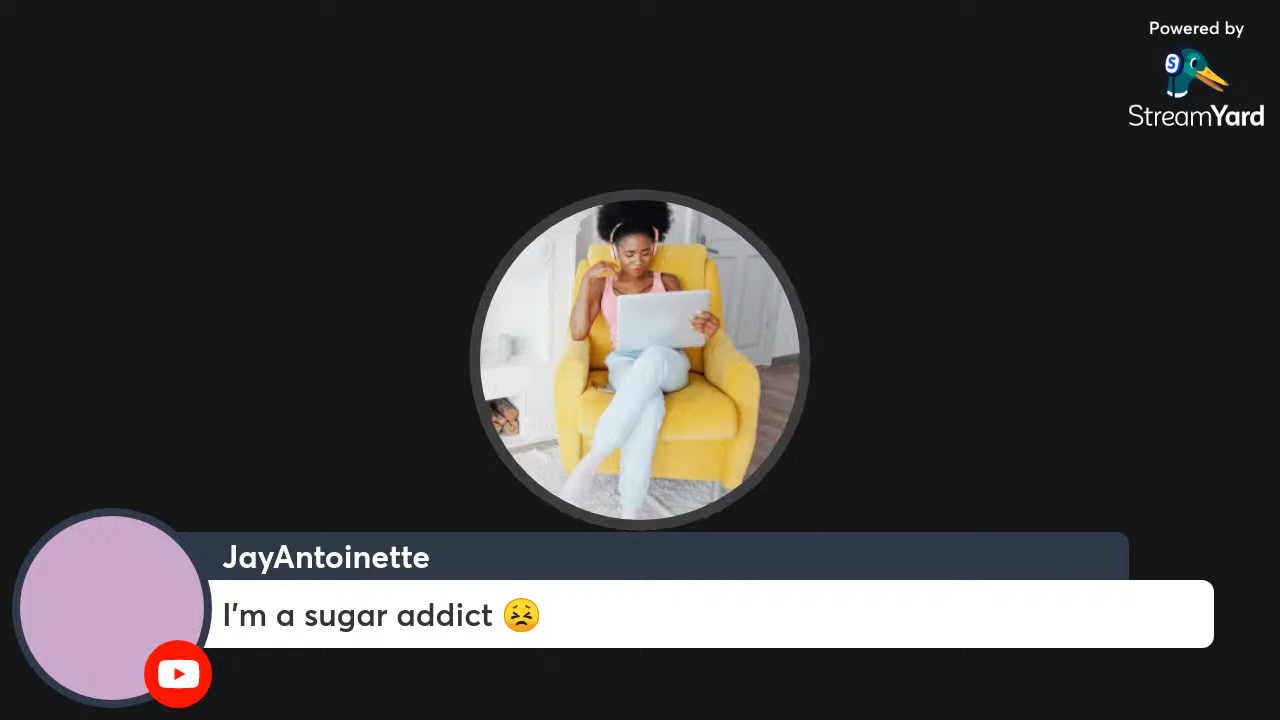 Powered by
S
StreamYard
JayAntoinette
I'm a sugar addict 😣